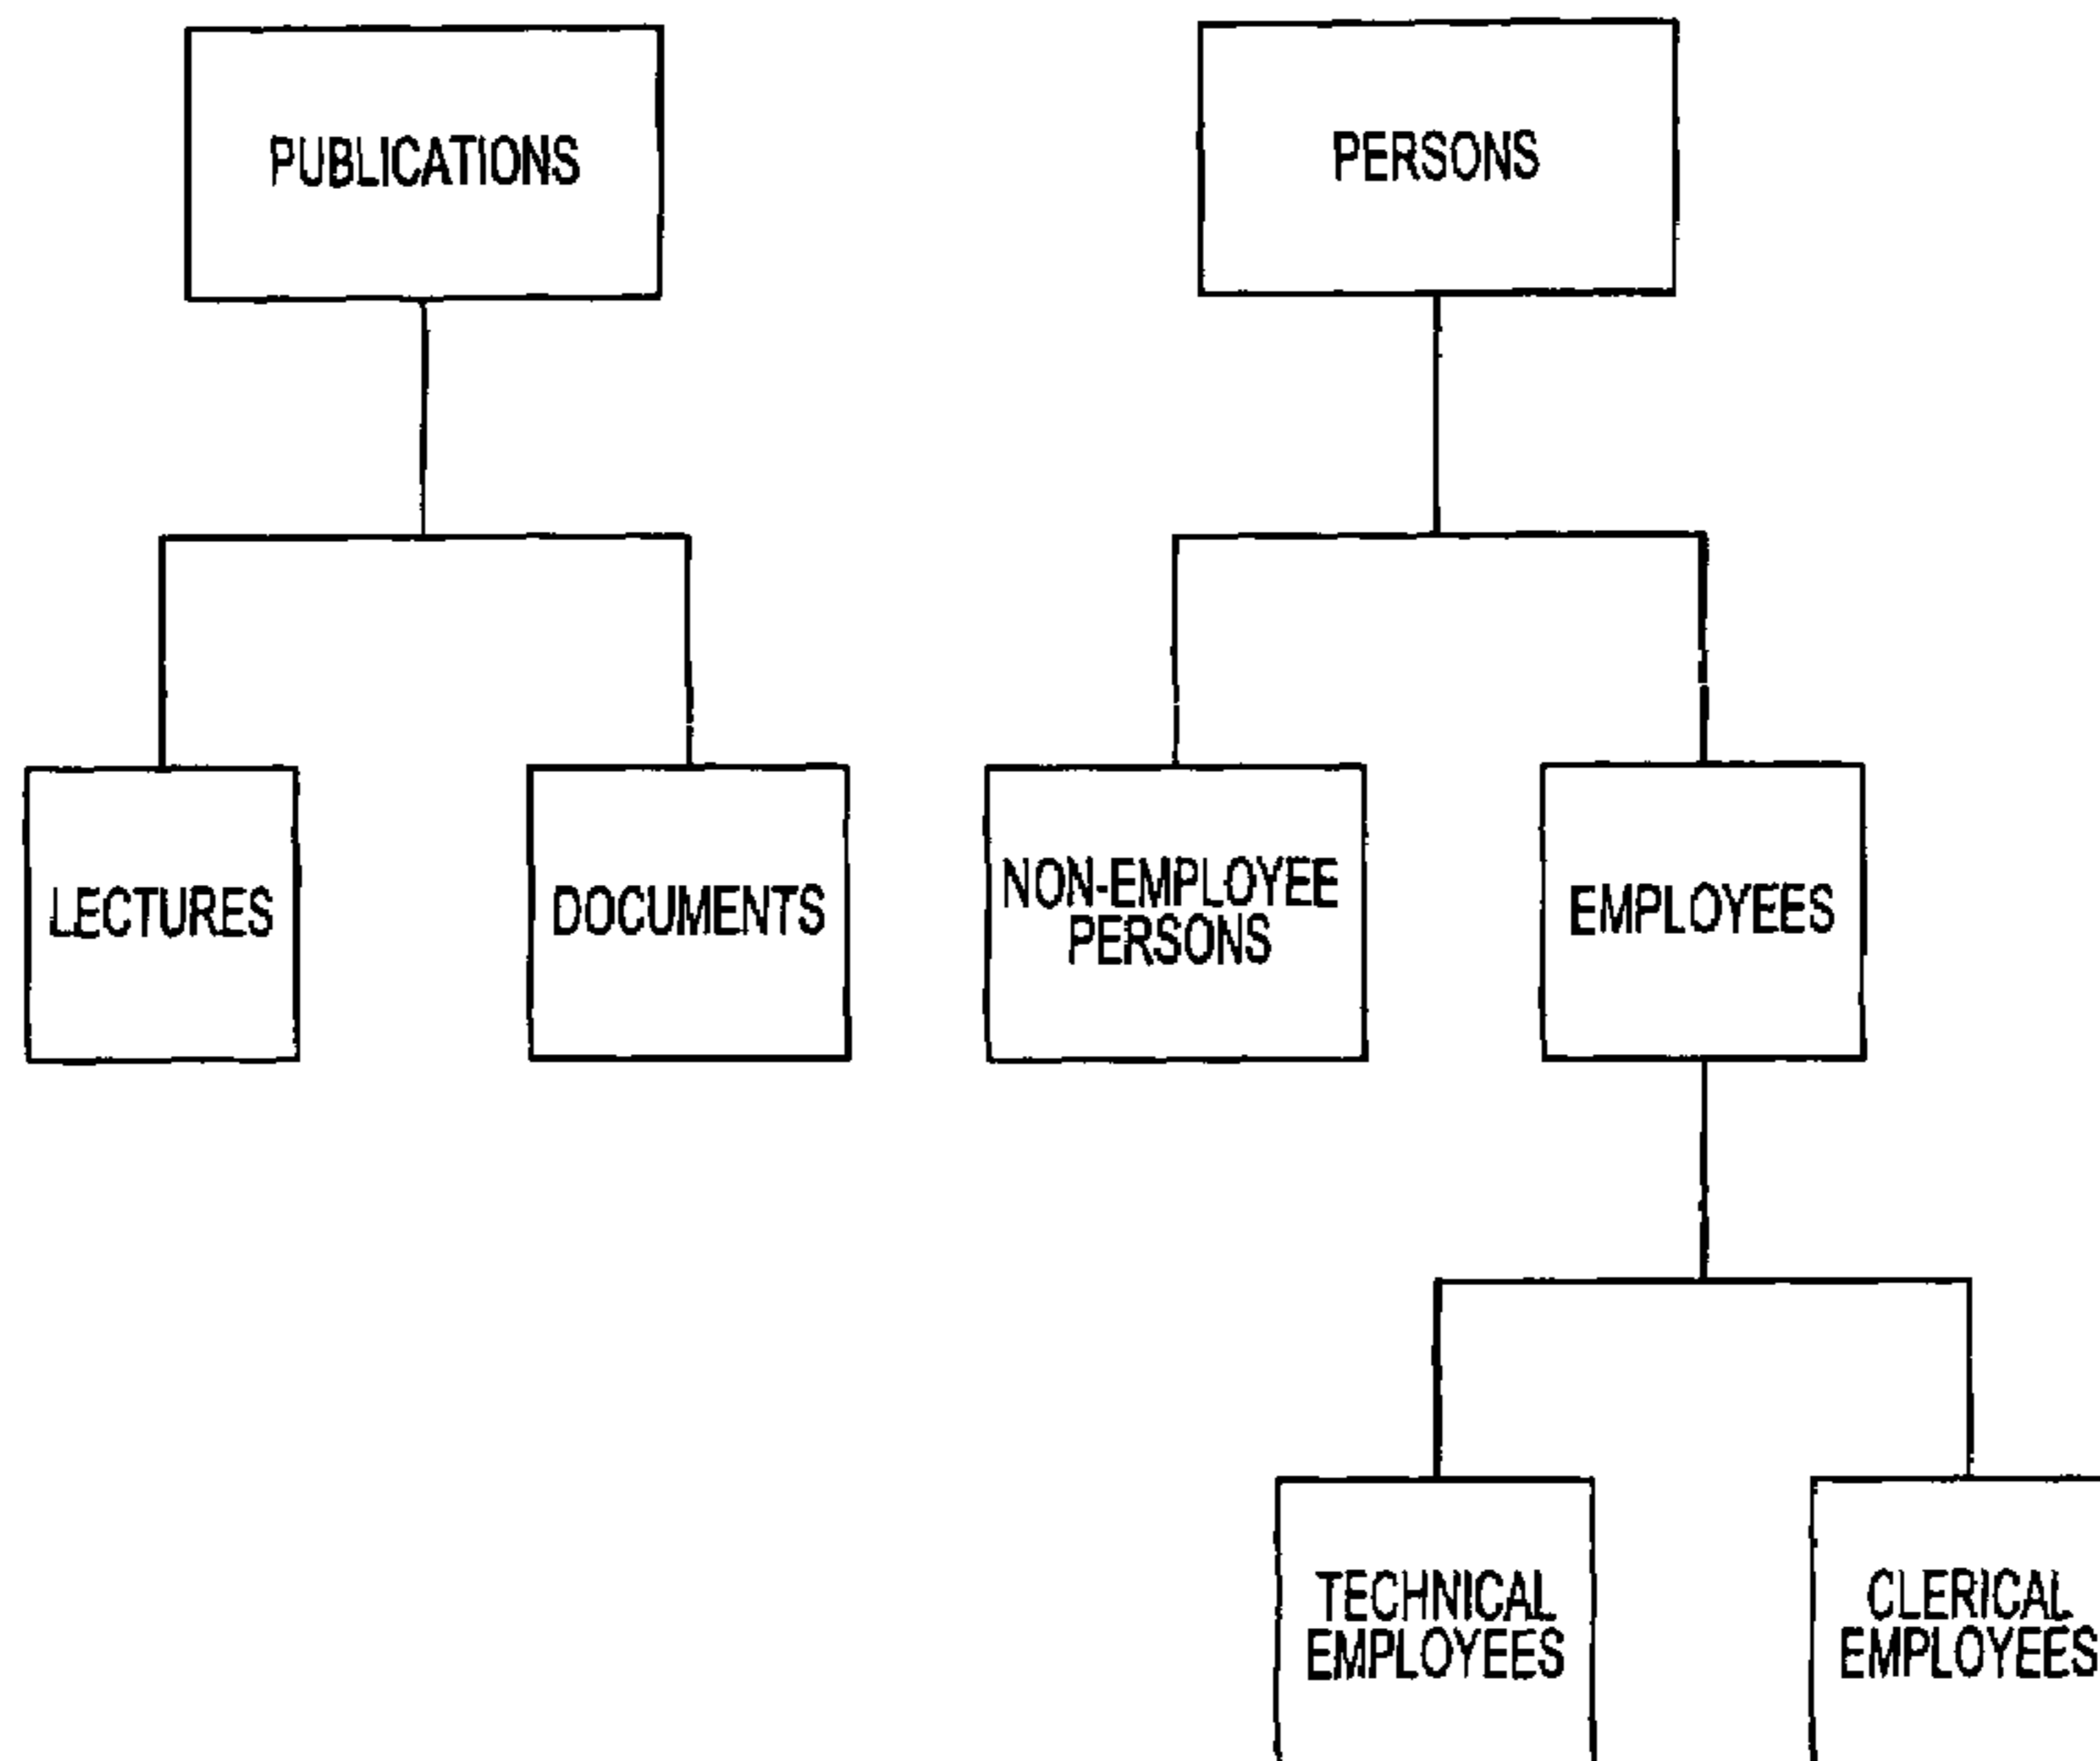 PUBLICATIONS
PERSONS
LECTURES
DOCUMENTS
NON-EMPLOYEE
PERSONS
EMPLOYEES
TECHNICAL
EMPLOYEES
CLERICAL
EMPLOYEES